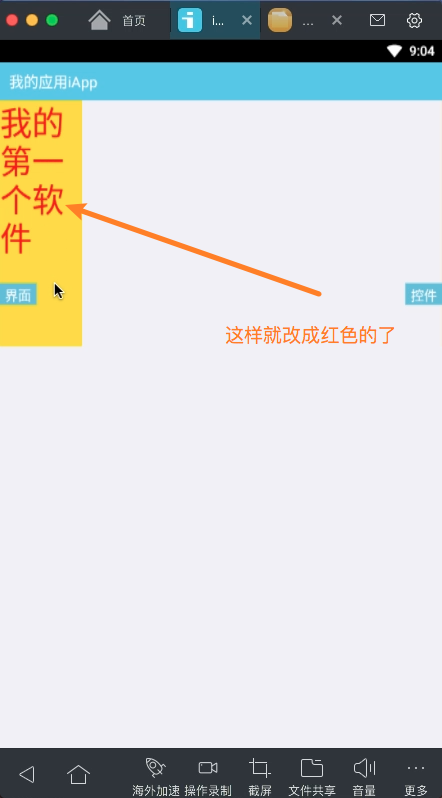 首页
i...
...
9:04
我的应用iApp
我的
第一
个软
件
界面
控件
这样就改成红色的了
海外加速 操作录制 截屏 文件共享 音量 更多